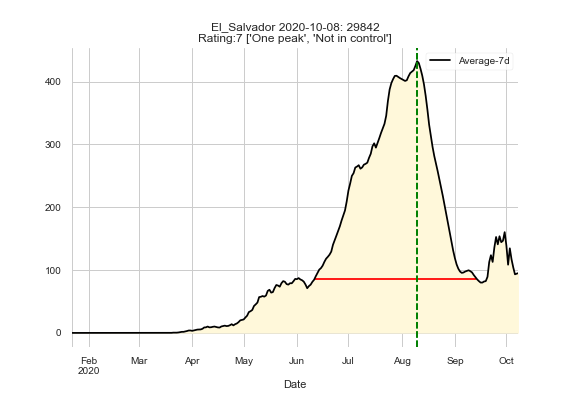 El_Salvador 2020-10-08: 29842
Rating:7 ['One peak', 'Not in control']
Average-7d
400
300
200
100
0
Feb Mar Apr May Jun Jul Aug Sep Oct
2020
Date